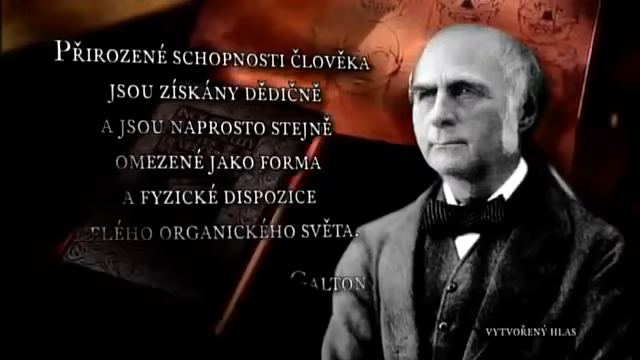 Přirozené schopnosti člověka
jsou získány dědičně
a jsou naprosto stejně
omezené jako forma
a fyzické dispozice
organického světa.
Galton
vytvořený hlas